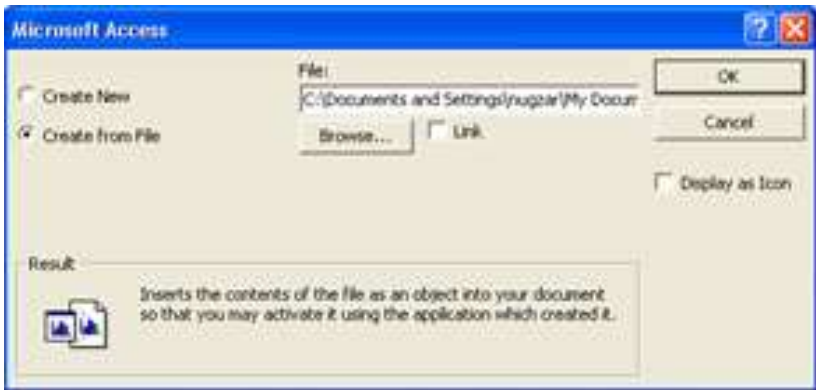 Microsoft Access
File:
OK
Create New
C:\Documents and Settings\nugzar\My Docum
Create from File
Browse...
Link
Cancel
Display as Icon
Result
Inserts the contents of the file as an object into your document
so that you may activate it using the application which created it.